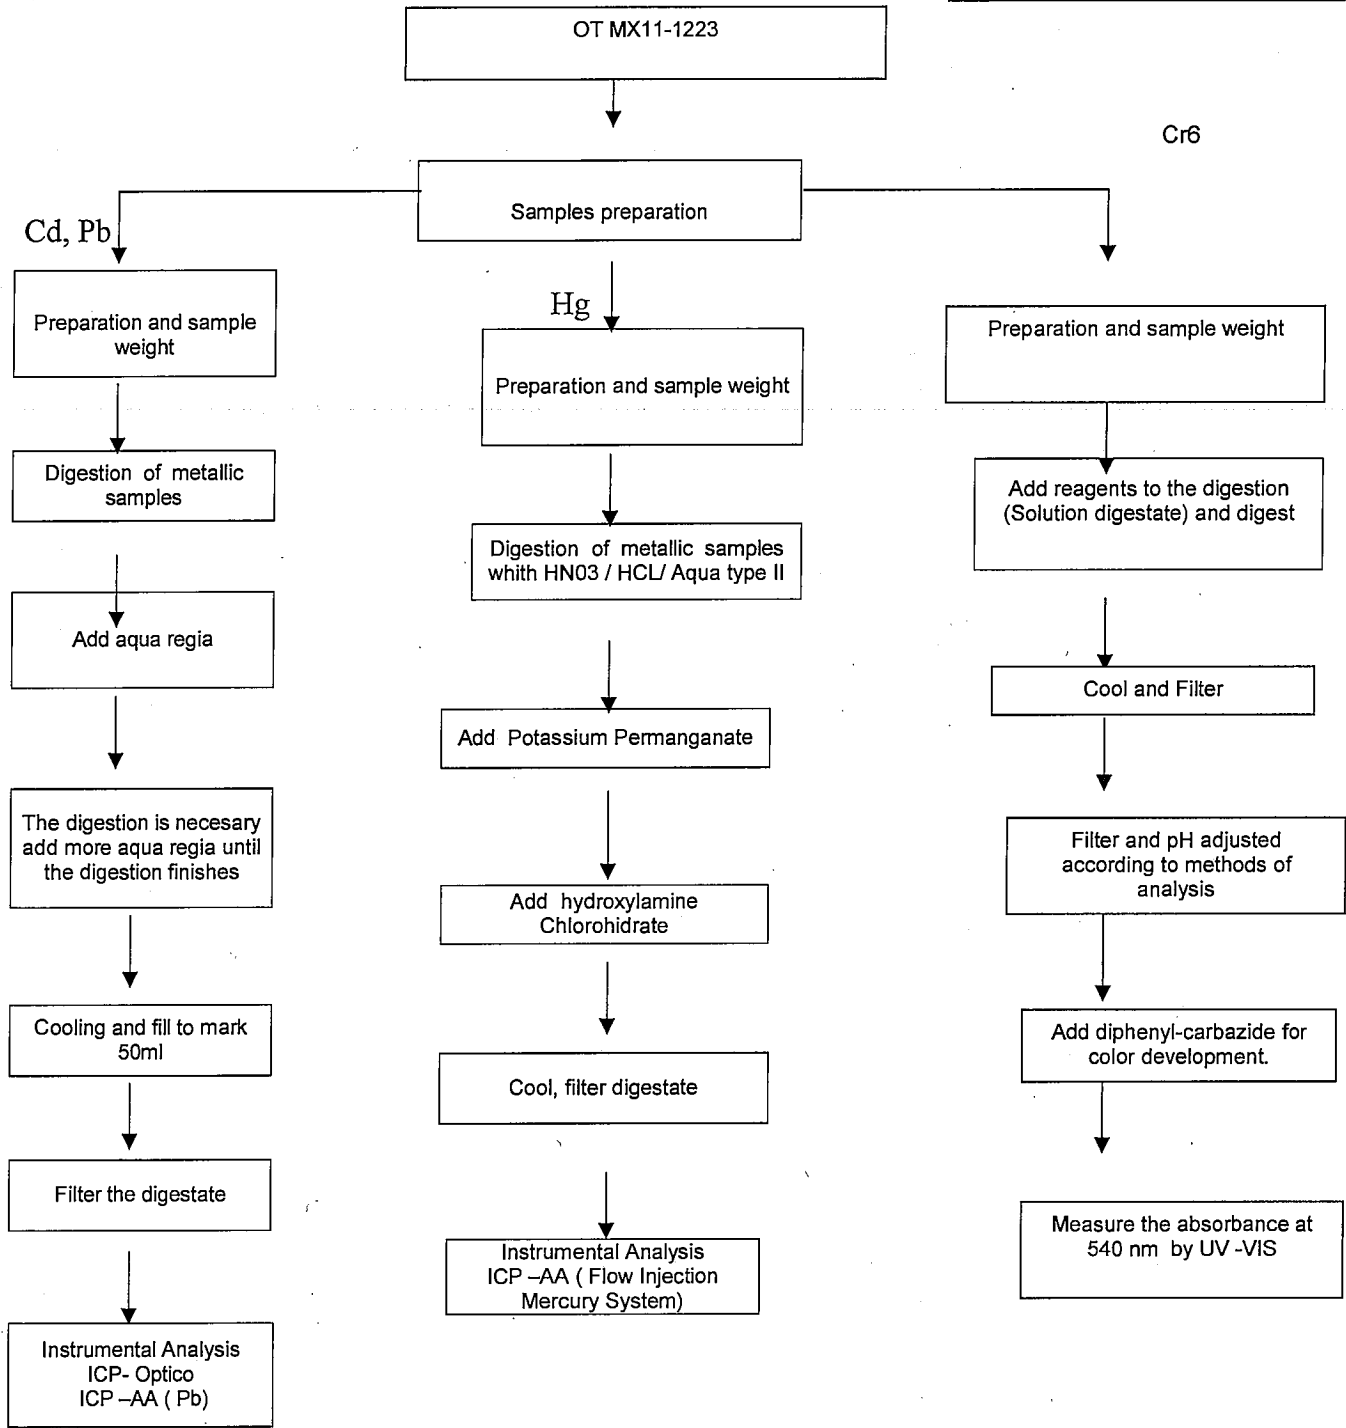 OT MX11-1223
Cr6
Samples preparation
Cd, Pb
Preparation and sample
weight
Digestion of metallic
samples
Add aqua regia
The digestion is necesary
add more aqua regia until
the digestion finishes
Cooling and fill to mark
50ml
Filter the digestate
Instrumental Analysis
ICP- Optico
ICP –AA ( Pb)
Hg
Preparation and sample weight
Digestion of metallic samples
whith HN03 / HCL/ Aqua type II
Add Potassium Permanganate
Add hydroxylamine
Chlorohidrate
Cool, filter digestate
Instrumental Analysis
ICP –AA ( Flow Injection
Mercury System)
Preparation and sample weight
Add reagents to the digestion
(Solution digestate) and digest
Cool and Filter
Filter and pH adjusted
according to methods of
analysis
Add diphenyl-carbazide for
color development.
Measure the absorbance at
540 nm by UV -VIS